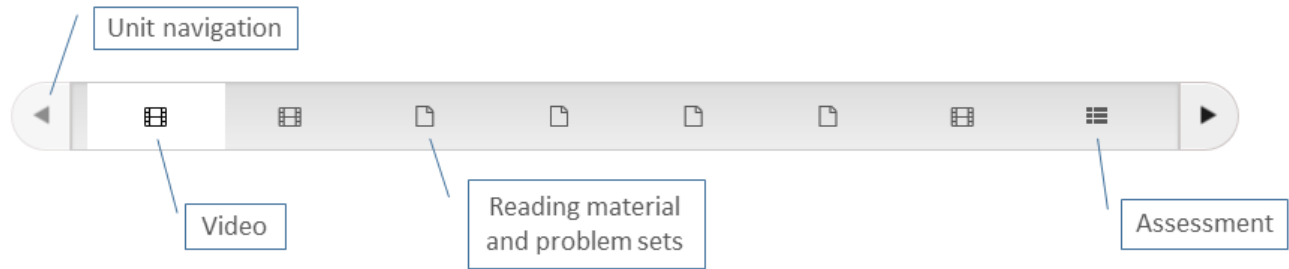 Unit navigation
Video
Reading material
and problem sets
Assessment